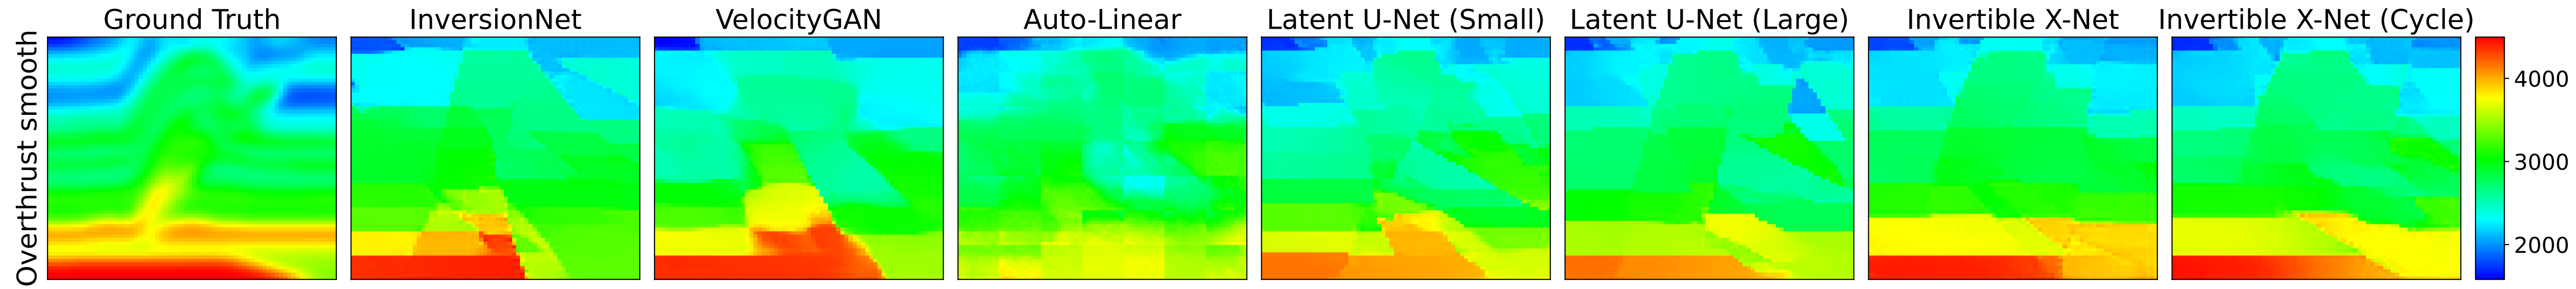 Ground Truth
InversionNet
VelocityGAN
Auto-Linear
Latent U-Net (Small)
Latent U-Net (Large)
Invertible X-Net
Invertible X-Net (Cycle)
Overthrust smooth
4000
3000
2000